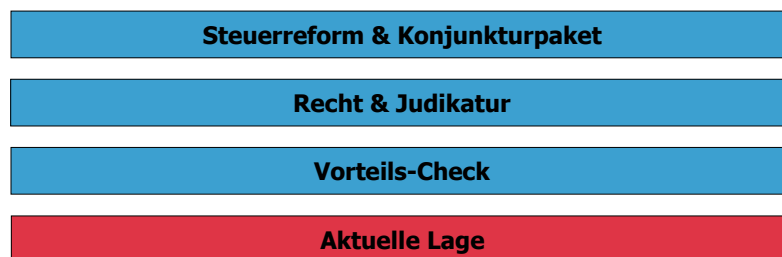 Steuerreform & Konjunkturpaket
Recht & Judikatur
Vorteils-Check
Aktuelle Lage